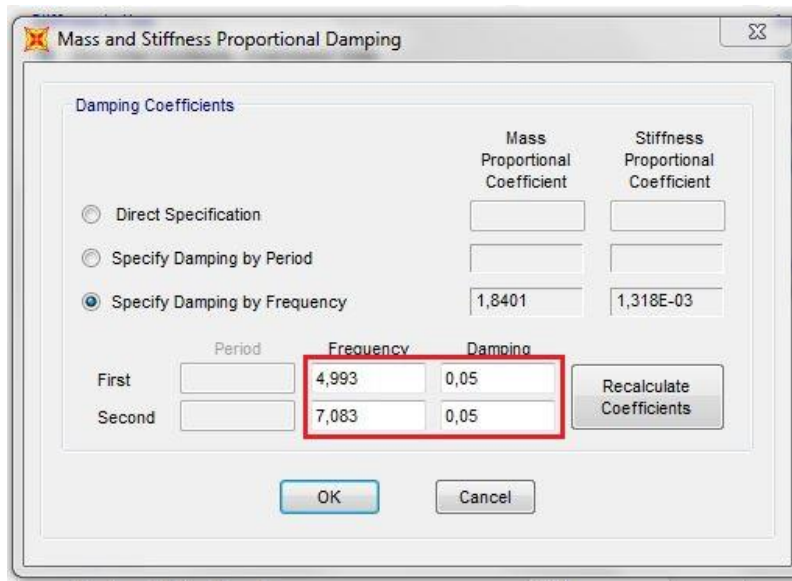 Mass and Stiffness Proportional Damping
Damping Coefficients
Mass
Proportional
Coefficient
Stiffness
Proportional
Coefficient
Direct Specification
Specify Damping by Period
Specify Damping by Frequency
1,8401
1,318E-03
Period
Frequency
Damping
First
4,993
0,05
Second
7,083
0,05
Recalculate
Coefficients
OK
Cancel